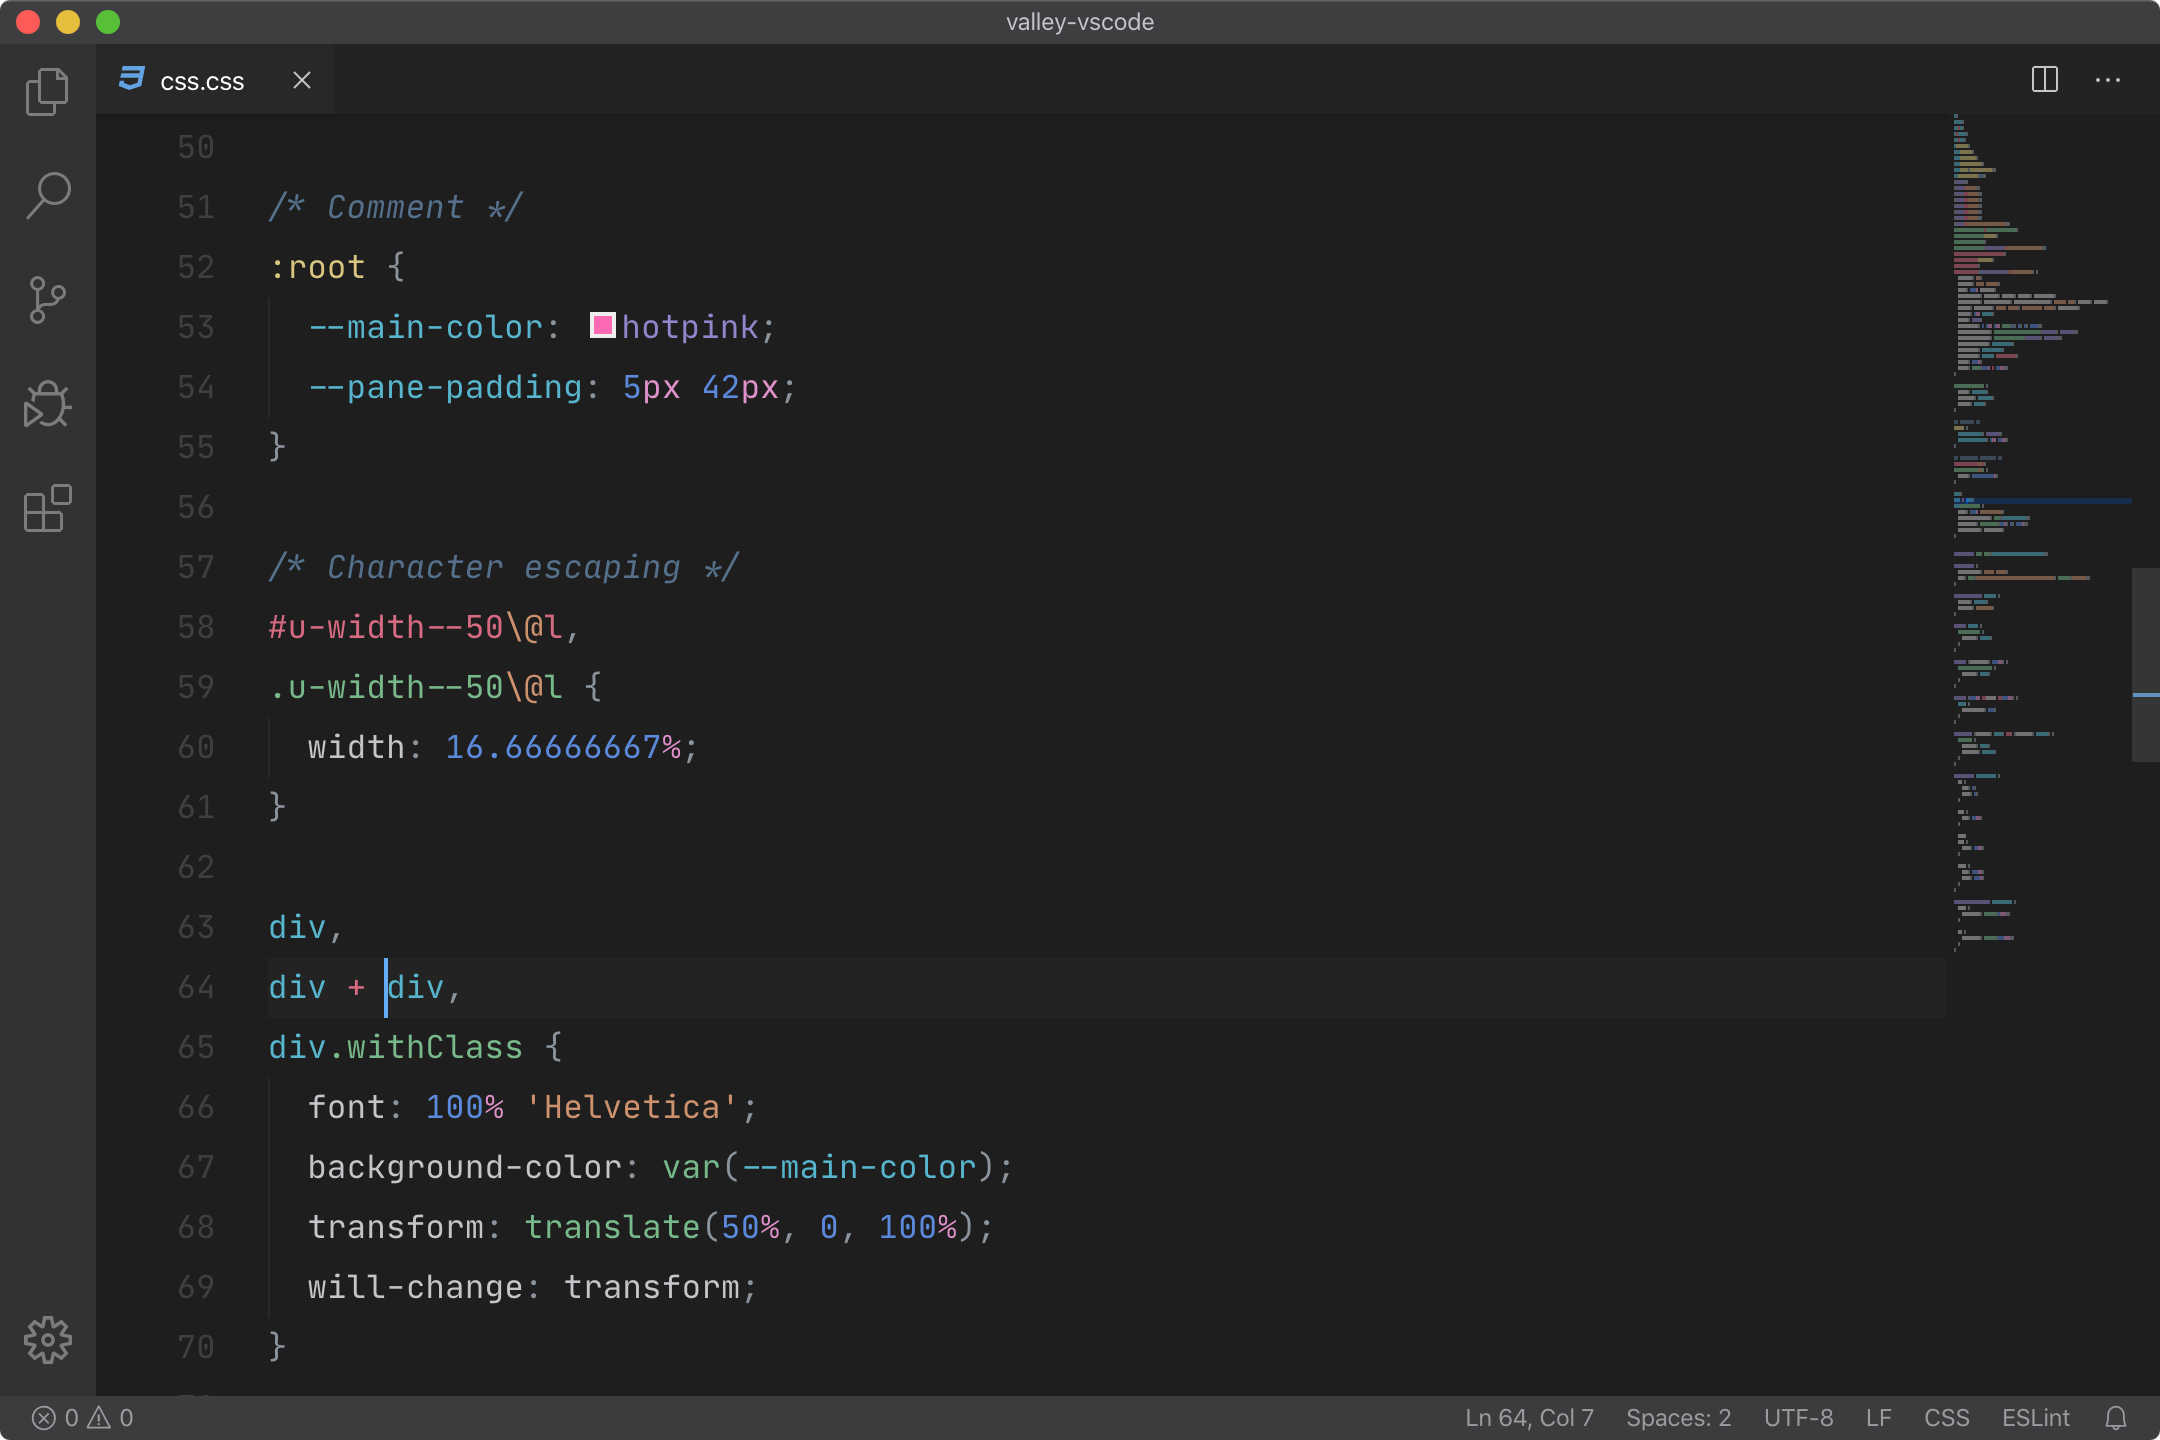 valley-vscode
css.css
50
51 /* Comment */
52 :root {
53 --main-color: hotpink;
54 --pane-padding: 5px 42px;
55 }
56
57 /* Character escaping */
58 #u-width--50\@l,
59 .u-width--50\@l {
60 width: 16.66666667%;
61 }
62
63 div,
64 div + div,
65 div.withClass {
66 font: 100% 'Helvetica';
67 background-color: var(--main-color);
68 transform: translate(50%, 0, 100%);
69 will-change: transform;
70 }
0 0 Ln 64, Col 7 Spaces: 2 UTF-8 LF CSS ESLint